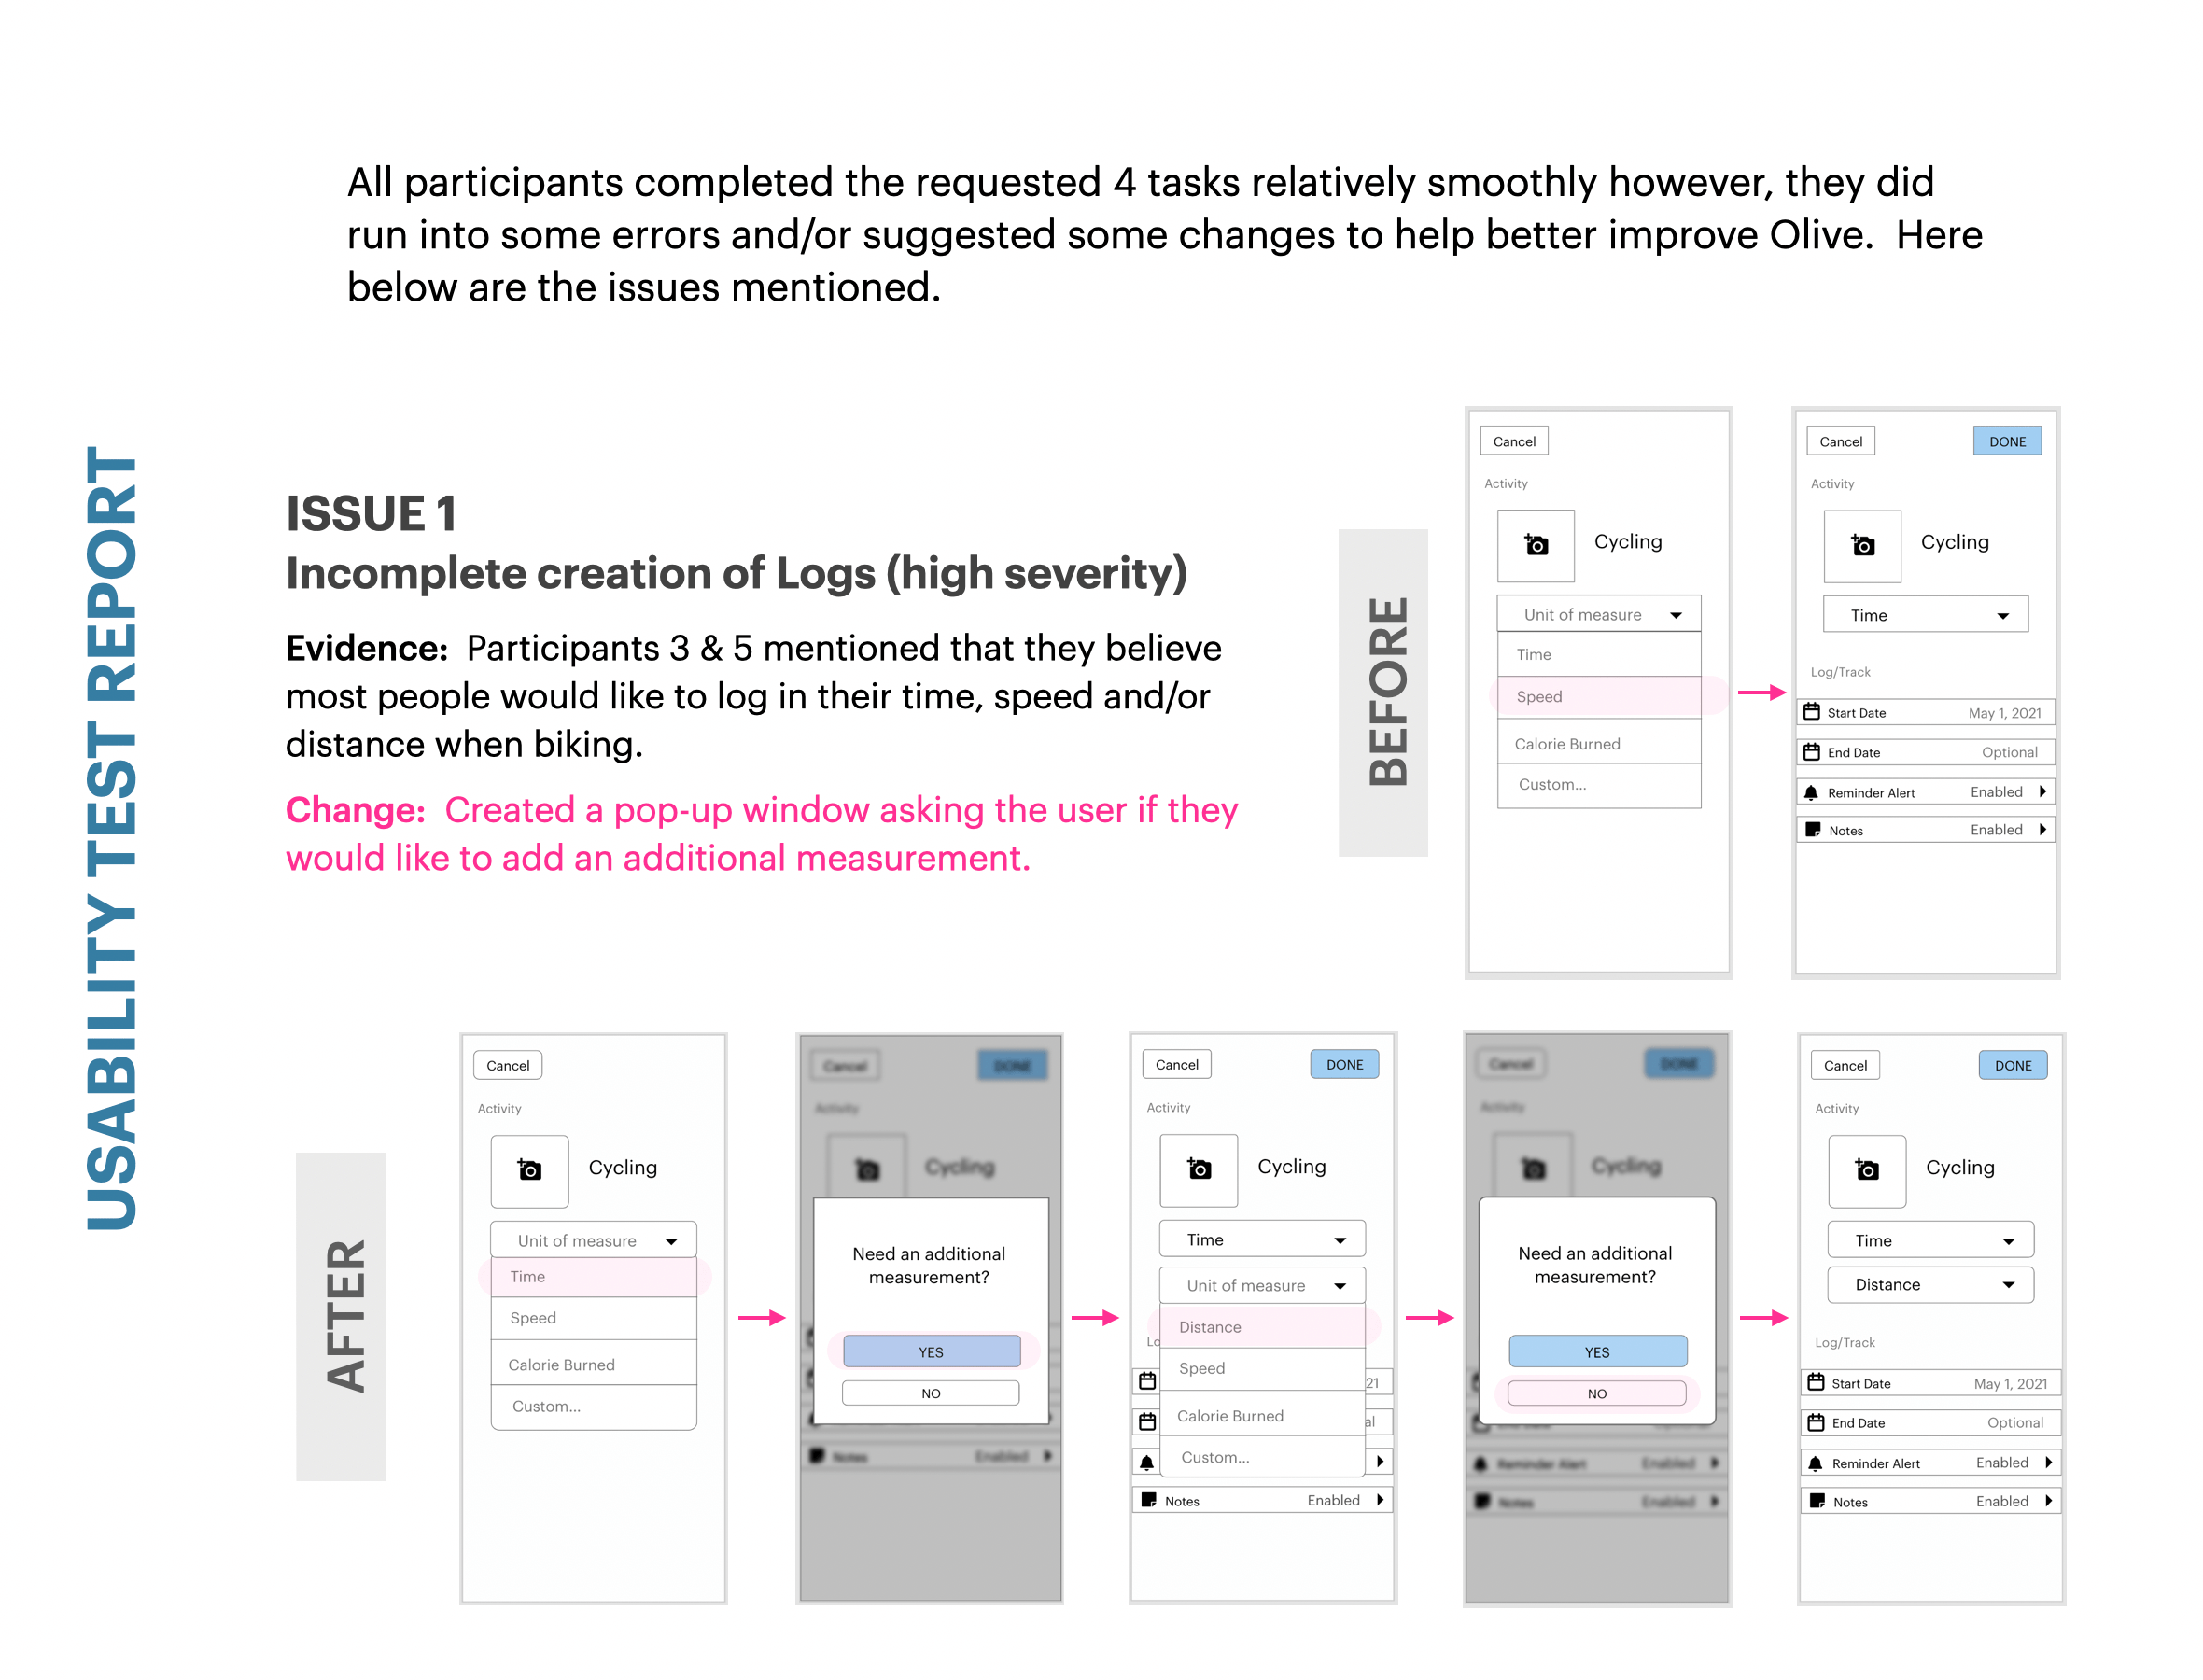 USABILITY TEST REPORT
All participants completed the requested 4 tasks relatively smoothly however, they did
run into some errors and/or suggested some changes to help better improve Olive.  Here
below are the issues mentioned.
ISSUE 1
Incomplete creation of Logs (high severity)
Evidence:  Participants 3 & 5 mentioned that they believe
most people would like to log in their time, speed and/or
distance when biking.
Change:  Created a pop-up window asking the user if they
would like to add an additional measurement.
BEFORE
Cancel
Activity
Cycling
Unit of measure
Time
Speed
Calorie Burned
Custom...
Cancel
DONE
Activity
Cycling
Time
Log/Track
Start Date May 1, 2021
End Date Optional
Reminder Alert Enabled
Notes Enabled
AFTER
Cancel
Activity
Cycling
Unit of measure
Time
Speed
Calorie Burned
Custom...
Cancel
DONE
Activity
Cycling
Need an additional
measurement?
YES
NO
Notes Enabled
Cancel
DONE
Activity
Cycling
Time
Unit of measure
Distance
Lo
Speed
21
Calorie Burned
al
Custom...
Notes Enabled
Cancel
DONE
Activity
Cycling
Need an additional
measurement?
YES
NO
End Date Optional
Reminder Alert Enabled
Notes Enabled
Cancel
DONE
Activity
Cycling
Time
Distance
Log/Track
Start Date May 1, 2021
End Date Optional
Reminder Alert Enabled
Notes Enabled